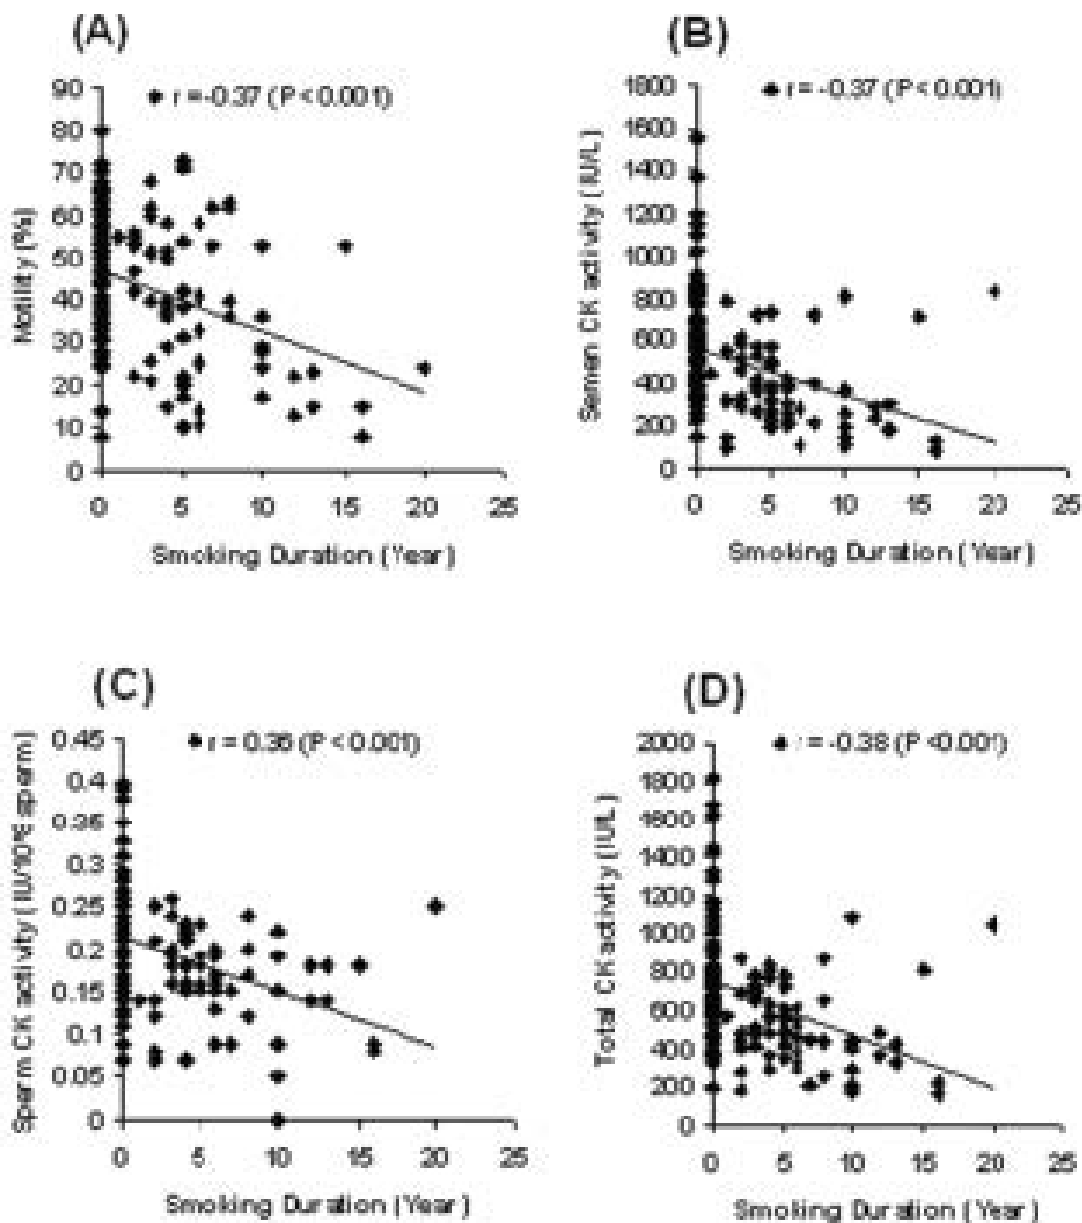 (A)
r =-0.37 (P<0.001)
90
80
70
60
50
40
30
20
10
0
Motility (%)
0 5 10 15 20 25
Smoking Duration (Year)
(B)
r =-0.37 (P<0.001)
1800
1600
1400
1200
1000
800
600
400
200
0
Semen CK activity (IU/L)
0 5 10 15 20 25
Smoking Duration (Year)
(C)
r = 0.36 (P<0.001)
0.45
0.4
0.35
0.3
0.25
0.2
0.15
0.1
0.05
0
Sperm CK activity (IU/10^6 sperm)
0 5 10 15 20 25
Smoking Duration (Year)
(D)
= -0.38 (P<0.001)
2000
1800
1600
1400
1200
1000
800
600
400
200
0
Total CK activity (IU/L)
0 5 10 15 20 25
Smoking Duration (Year)